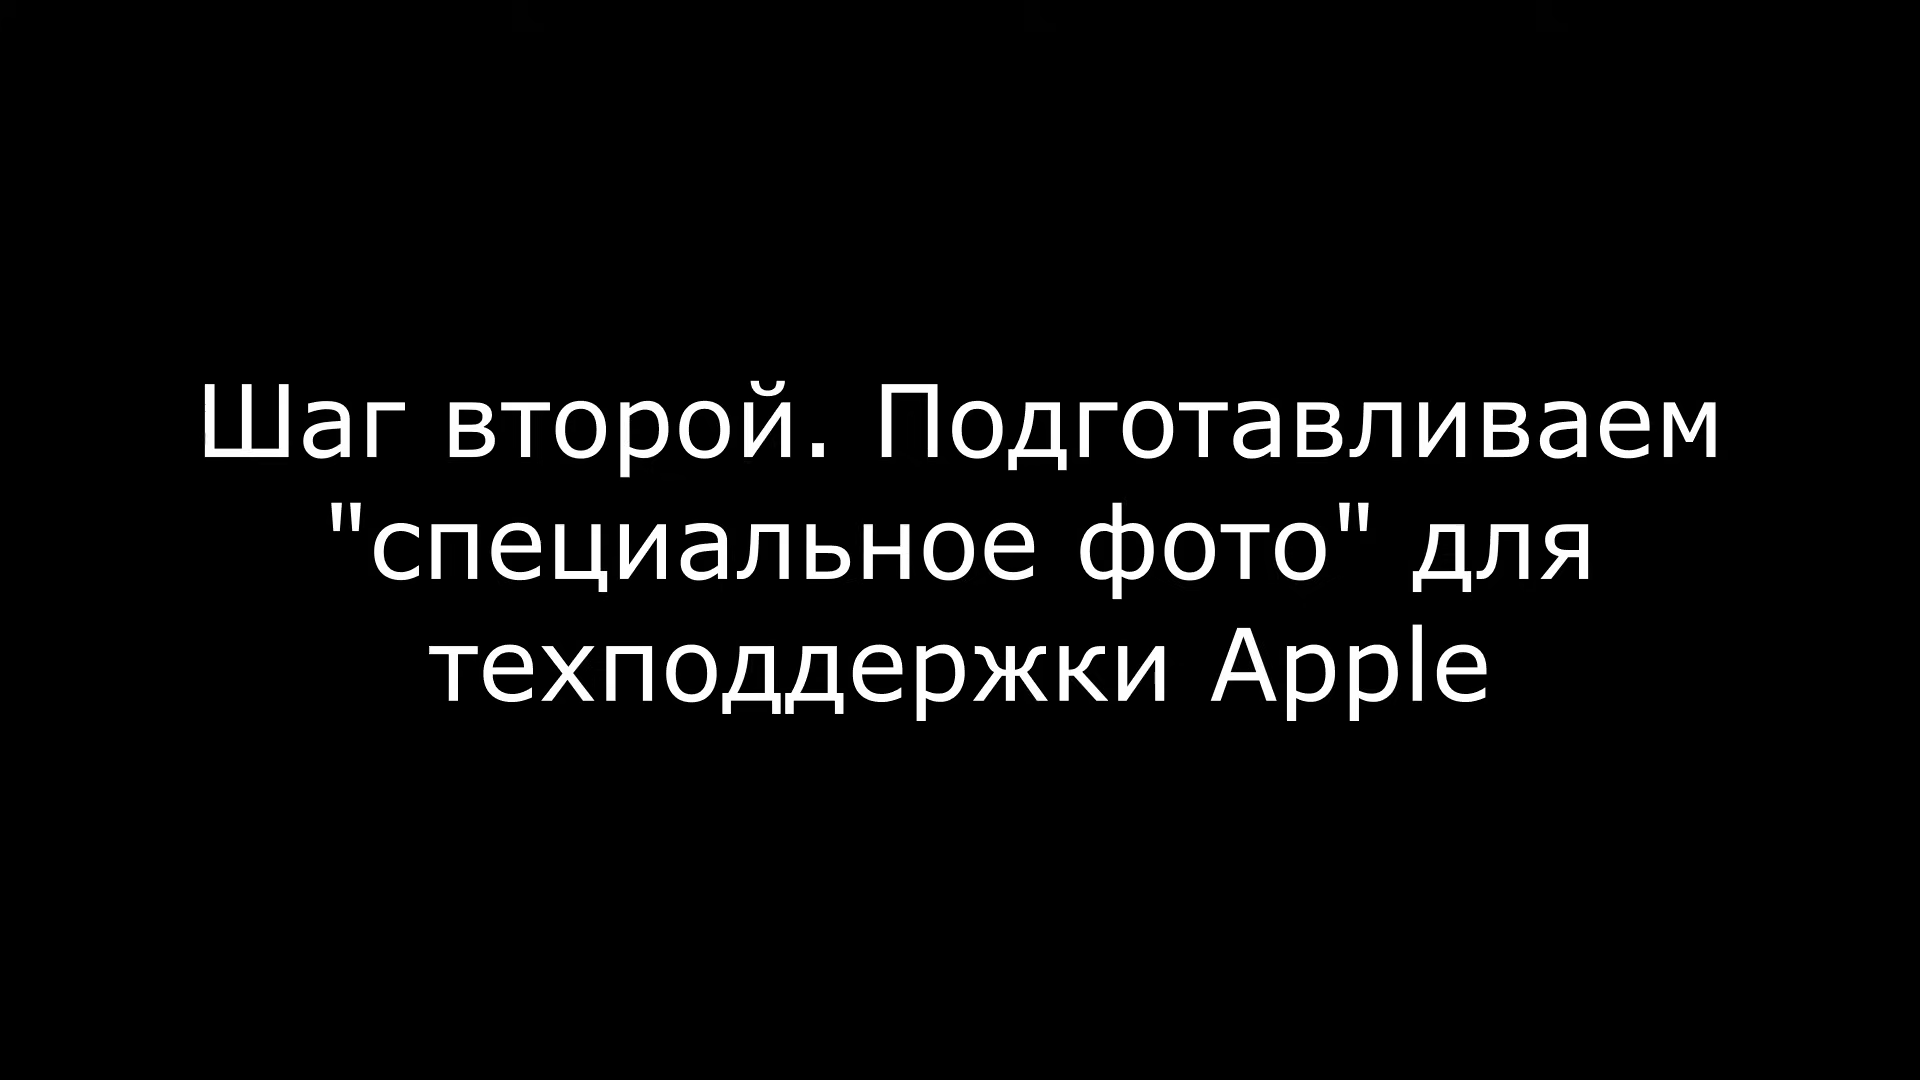 Шаг второй. Подготавливаем
"специальное фото" для
техподдержки Apple